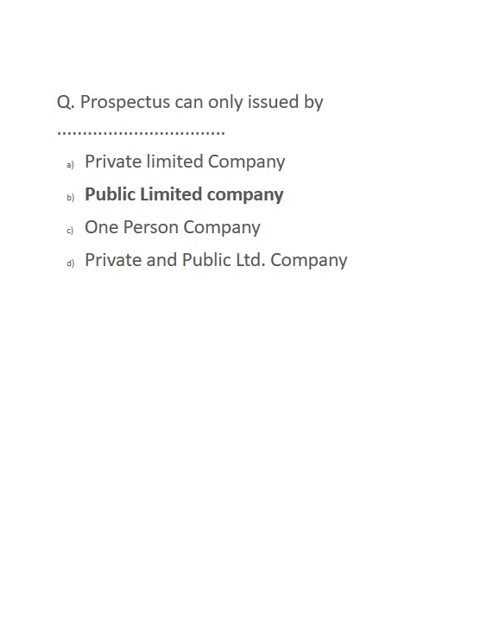 Q. Prospectus can only issued by
.................................
a) Private limited Company
b) Public Limited company
c) One Person Company
d) Private and Public Ltd. Company